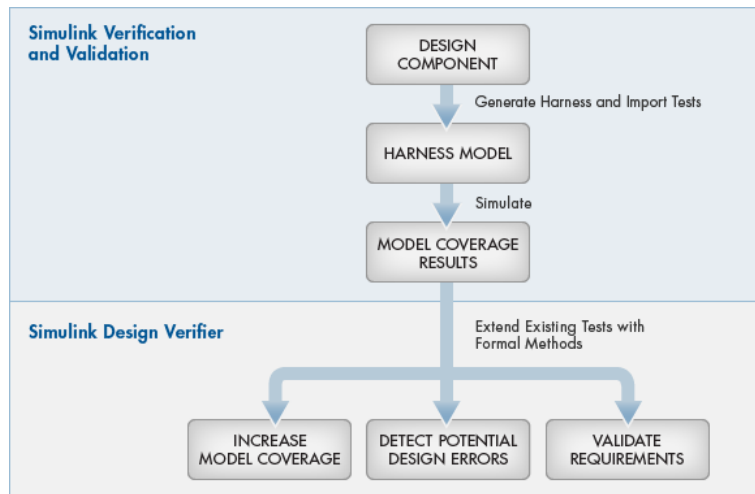 Simulink Verification
and Validation
DESIGN
COMPONENT
Generate Harness and Import Tests
HARNESS MODEL
Simulate
MODEL COVERAGE
RESULTS
Simulink Design Verifier
Extend Existing Tests with
Formal Methods
INCREASE
MODEL COVERAGE
DETECT POTENTIAL
DESIGN ERRORS
VALIDATE
REQUIREMENTS